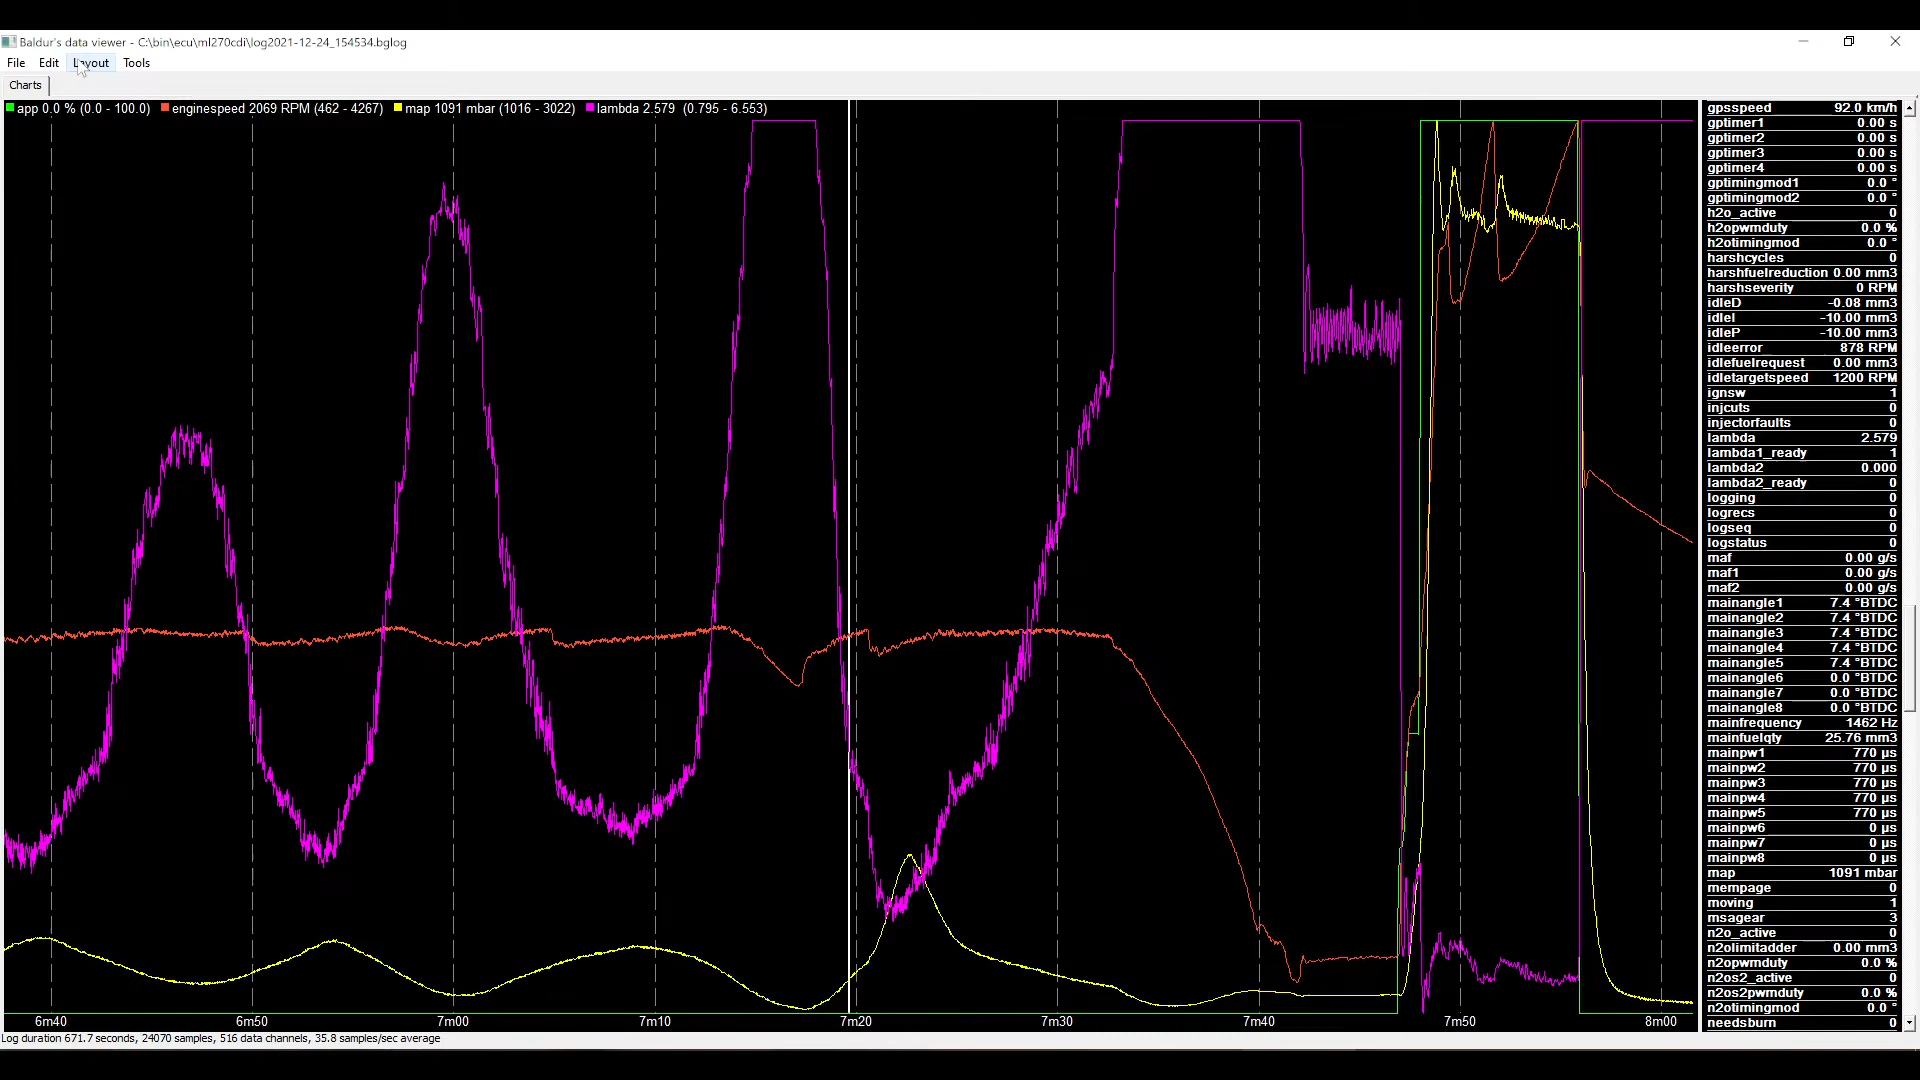 Baldur's data viewer - C:\bin\ecu\ml270cdi\log2021-12-24_154534.bglog
File Edit Layout Tools
Charts
app 0.0 % (0.0 - 100.0) enginespeed 2069 RPM (462 - 4267) map 1091 mbar (1016 - 3022) lambda 2.579 (0.795 - 6.553)
gpsspeed 92.0 km/h
gptimer1 0.00 s
gptimer2 0.00 s
gptimer3 0.00 s
gptimer4 0.00 s
gptimingmod1 0.0 °
gptimingmod2 0.0 °
h2o_active 0
h2opwmduty 0.0 %
h2otimingmod 0.0 °
harshcycles 0
harshfuelreduction 0.00 mm3
harshseverity 0 RPM
idleD -0.08 mm3
idleI -10.00 mm3
idleP -10.00 mm3
idleerror 878 RPM
idlefuelrequest 0.00 mm3
idletargetspeed 1200 RPM
ignsw 1
injcuts 0
injectorfaults 0
lambda 2.579
lambda1_ready 1
lambda2 0.000
lambda2_ready 0
logging 0
logrecs 0
logseq 0
logstatus 0
maf 0.00 g/s
maf1 0.00 g/s
maf2 0.00 g/s
mainangle1 7.4 °BTDC
mainangle2 7.4 °BTDC
mainangle3 7.4 °BTDC
mainangle4 7.4 °BTDC
mainangle5 7.4 °BTDC
mainangle6 0.0 °BTDC
mainangle7 0.0 °BTDC
mainangle8 0.0 °BTDC
mainfrequency 1462 Hz
mainfuelqty 25.76 mm3
mainpw1 770 µs
mainpw2 770 µs
mainpw3 770 µs
mainpw4 770 µs
mainpw5 770 µs
mainpw6 0 µs
mainpw7 0 µs
mainpw8 0 µs
map 1091 mbar
mempage 0
moving 1
msagear 3
n2o_active 0
n2olimitadder 0.00 mm3
n2opwmduty 0.0 %
n2os2_active 0
n2os2pwmduty 0.0 %
n2otimingmod 0.0 °
needsburn 0
6m40 6m50 7m00 7m10 7m20 7m30 7m40 7m50 8m00
Log duration 671.7 seconds, 24070 samples, 516 data channels, 35.8 samples/sec average